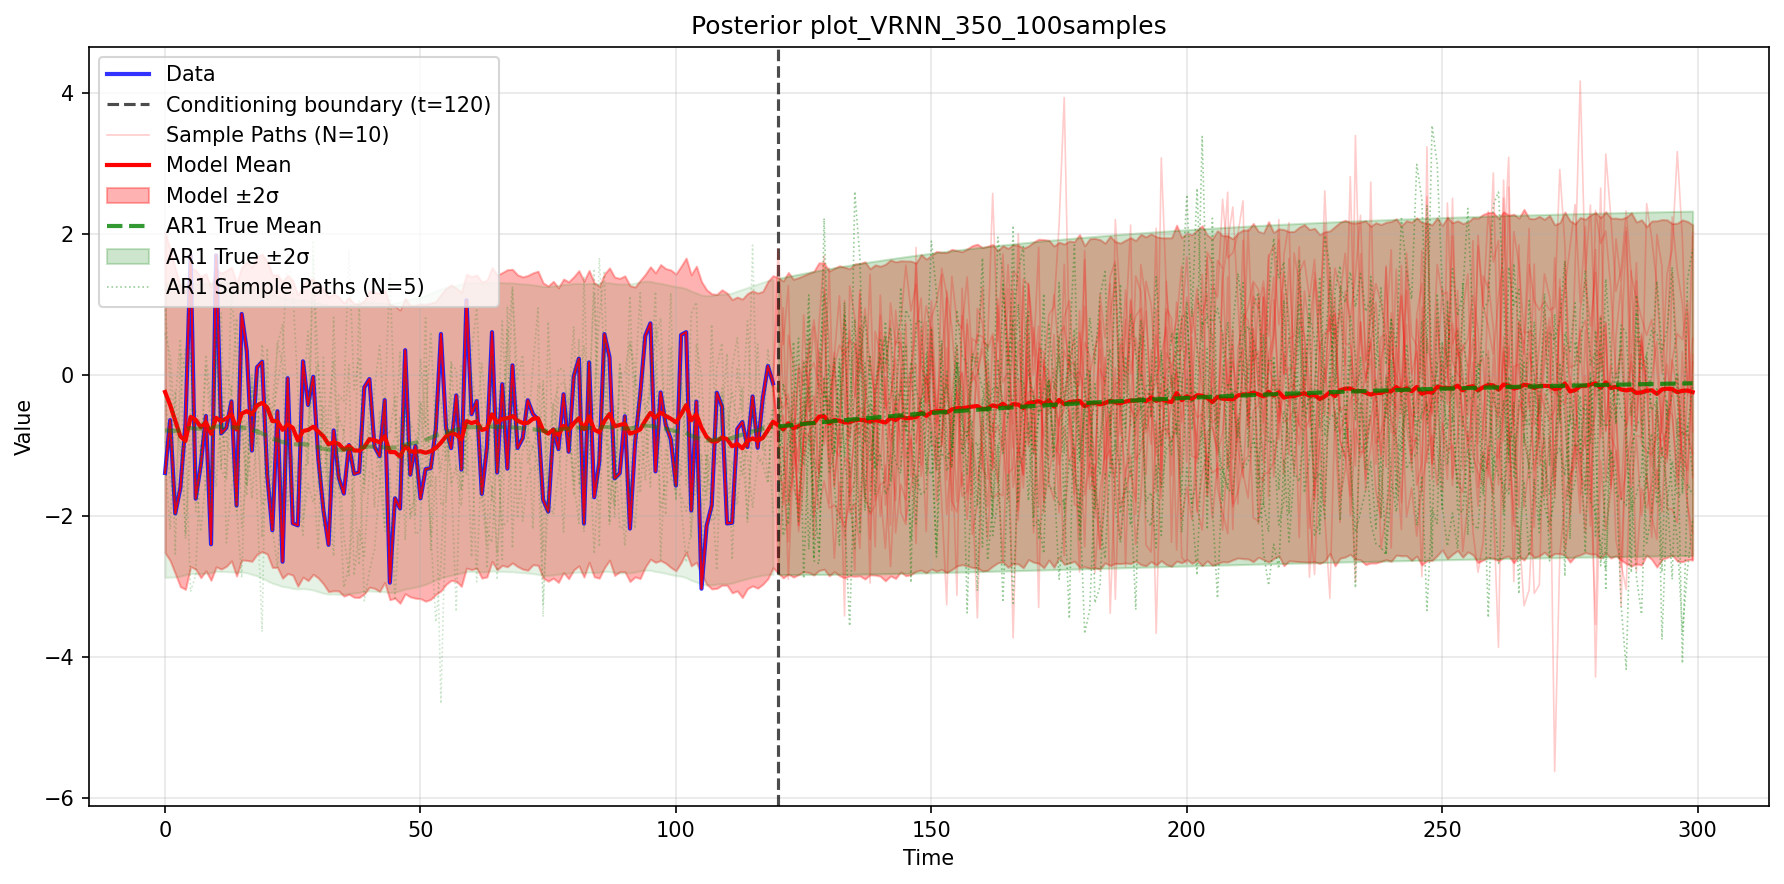 Posterior plot_VRNN_350_100samples
Data
Conditioning boundary (t=120)
Sample Paths (N=10)
Model Mean
Model ±2σ
AR1 True Mean
AR1 True ±2σ
AR1 Sample Paths (N=5)
Value
4
2
0
−2
−4
−6
0
50
100
150
200
250
300
Time